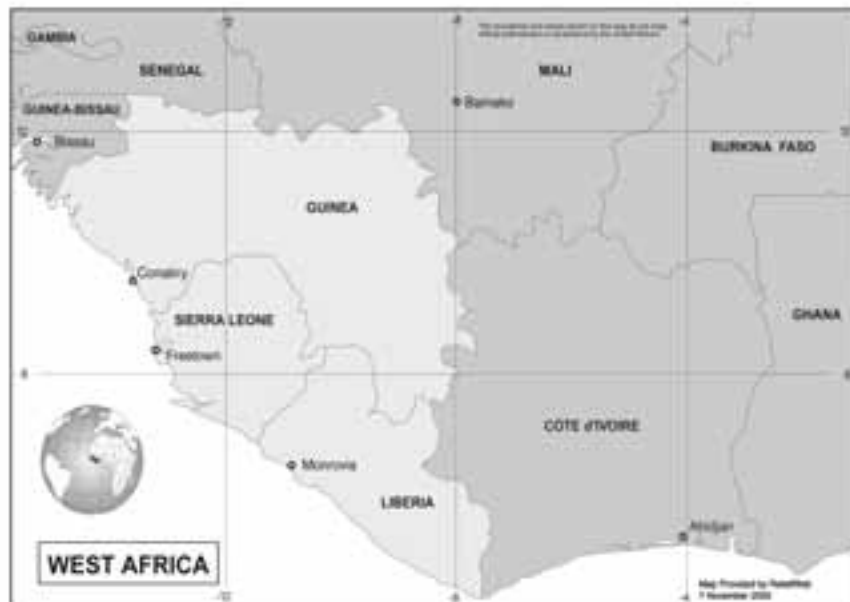 GAMBIA
SENEGAL
MALI
Bamako
GUINEA-BISSAU
Bissau
BURKINA FASO
GUINEA
Conakry
SIERRA LEONE
GHANA
Freetown
CÔTE d'IVOIRE
Monrovia
LIBERIA
Abidjan
WEST AFRICA
Map Provided by ReliefWeb